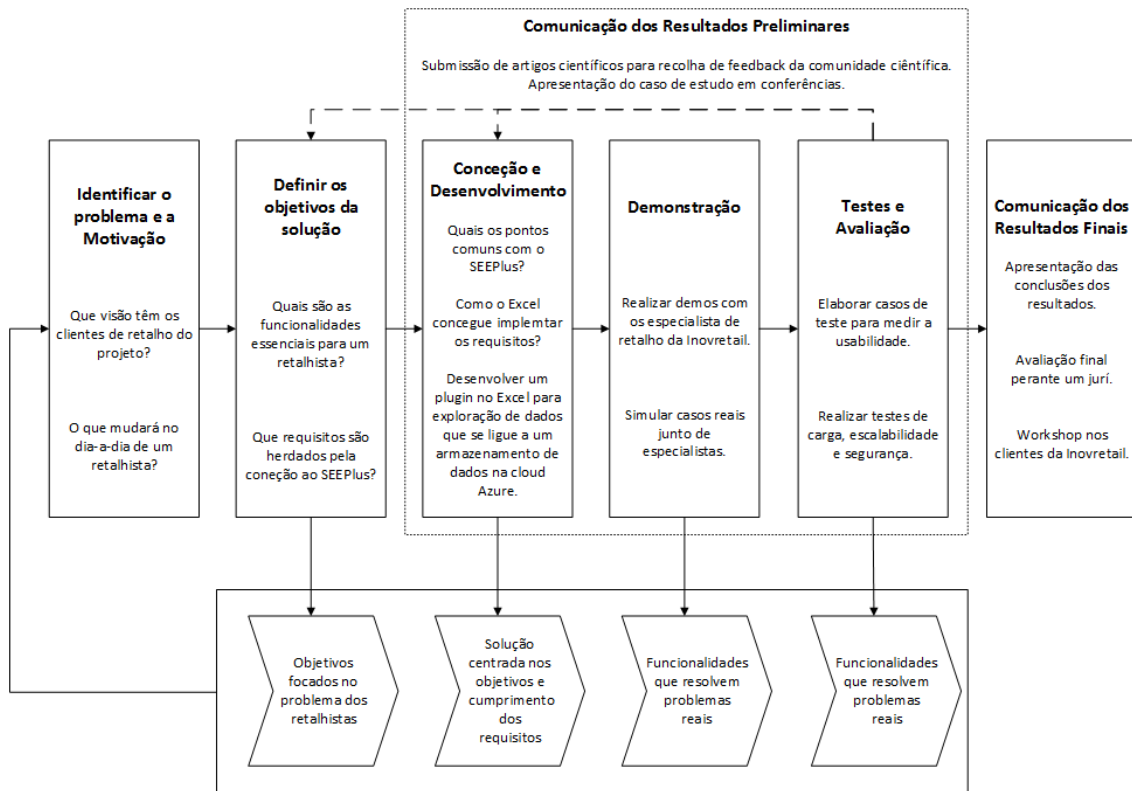 Comunicação dos Resultados Preliminares
Submissão de artigos científicos para recolha de feedback da comunidade ciêntífica.
Apresentação do caso de estudo em conferências.
Identificar o
problema e a
Motivação
Que visão têm os
clientes de retalho do
projeto?
O que mudará no
dia-a-dia de um
retalhista?
Definir os
objetivos da
solução
Quais são as
funcionalidades
essenciais para um
retalhista?
Que requisitos são
herdados pela
coneção ao SEEPlus?
Conceção e
Desenvolvimento
Quais os pontos
comuns com o
SEEPlus?
Como o Excel
concegue implemtar
os requisitos?
Desenvolver um
plugin no Excel para
exploração de dados
que se ligue a um
armazenamento de
dados na cloud
Azure.
Demonstração
Realizar demos com
os especialista de
retalho da Inovretail.
Simular casos reais
junto de
especialistas.
Testes e
Avaliação
Elaborar casos de
teste para medir a
usabilidade.
Realizar testes de
carga, escalabilidade
e segurança.
Comunicação dos
Resultados Finais
Apresentação das
conclusões dos
resultados.
Avaliação final
perante um jurí.
Workshop nos
clientes da Inovretail.
Objetivos
focados no
problema dos
retalhistas
Solução
centrada nos
objetivos e
cumprimento
dos
requisitos
Funcionalidades
que resolvem
problemas
reais
Funcionalidades
que resolvem
problemas
reais